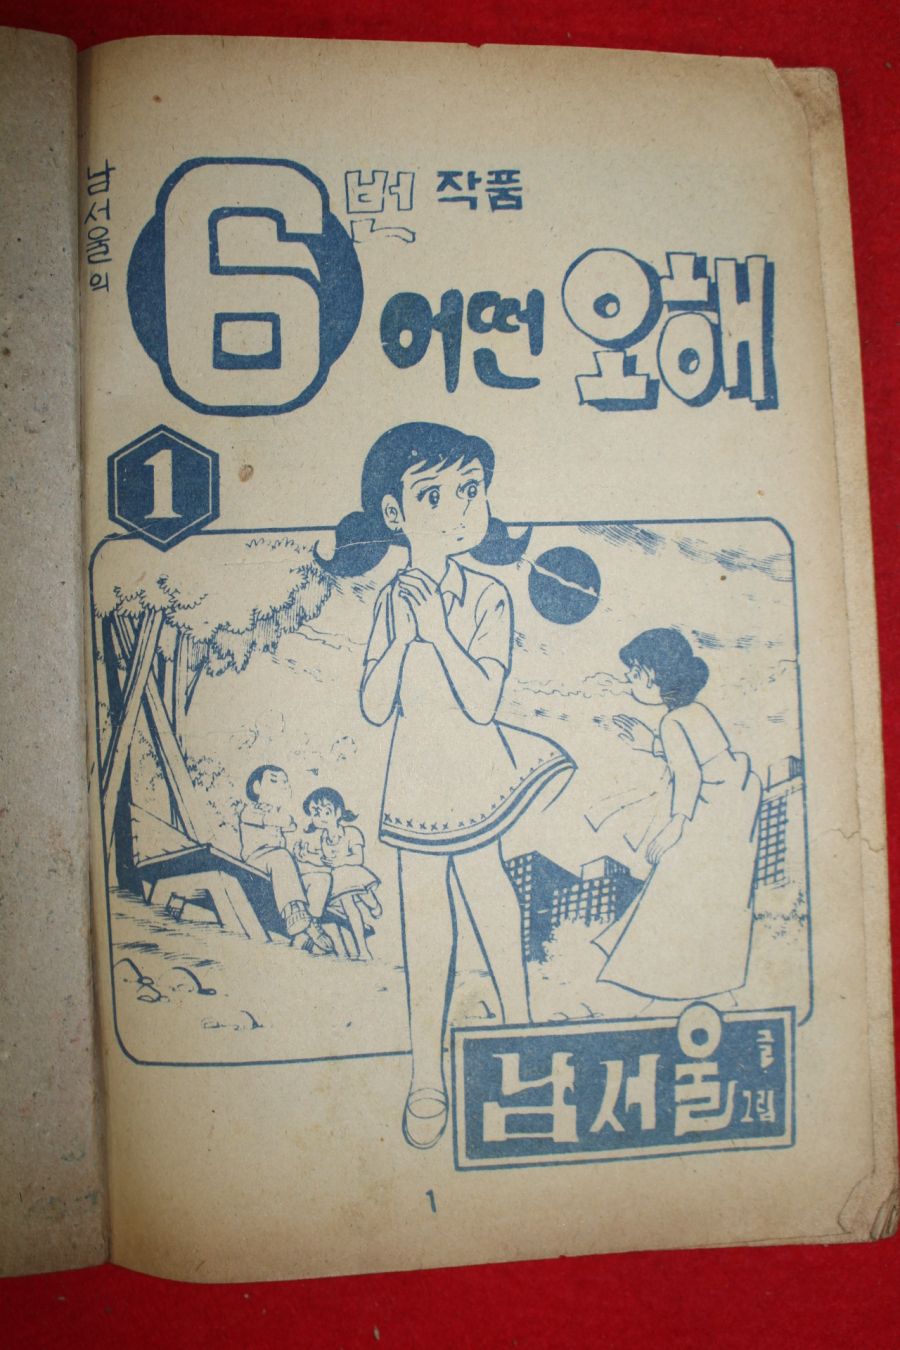 남서울의
6번 작품
어떤 오해
1
남서울 글 그림
1